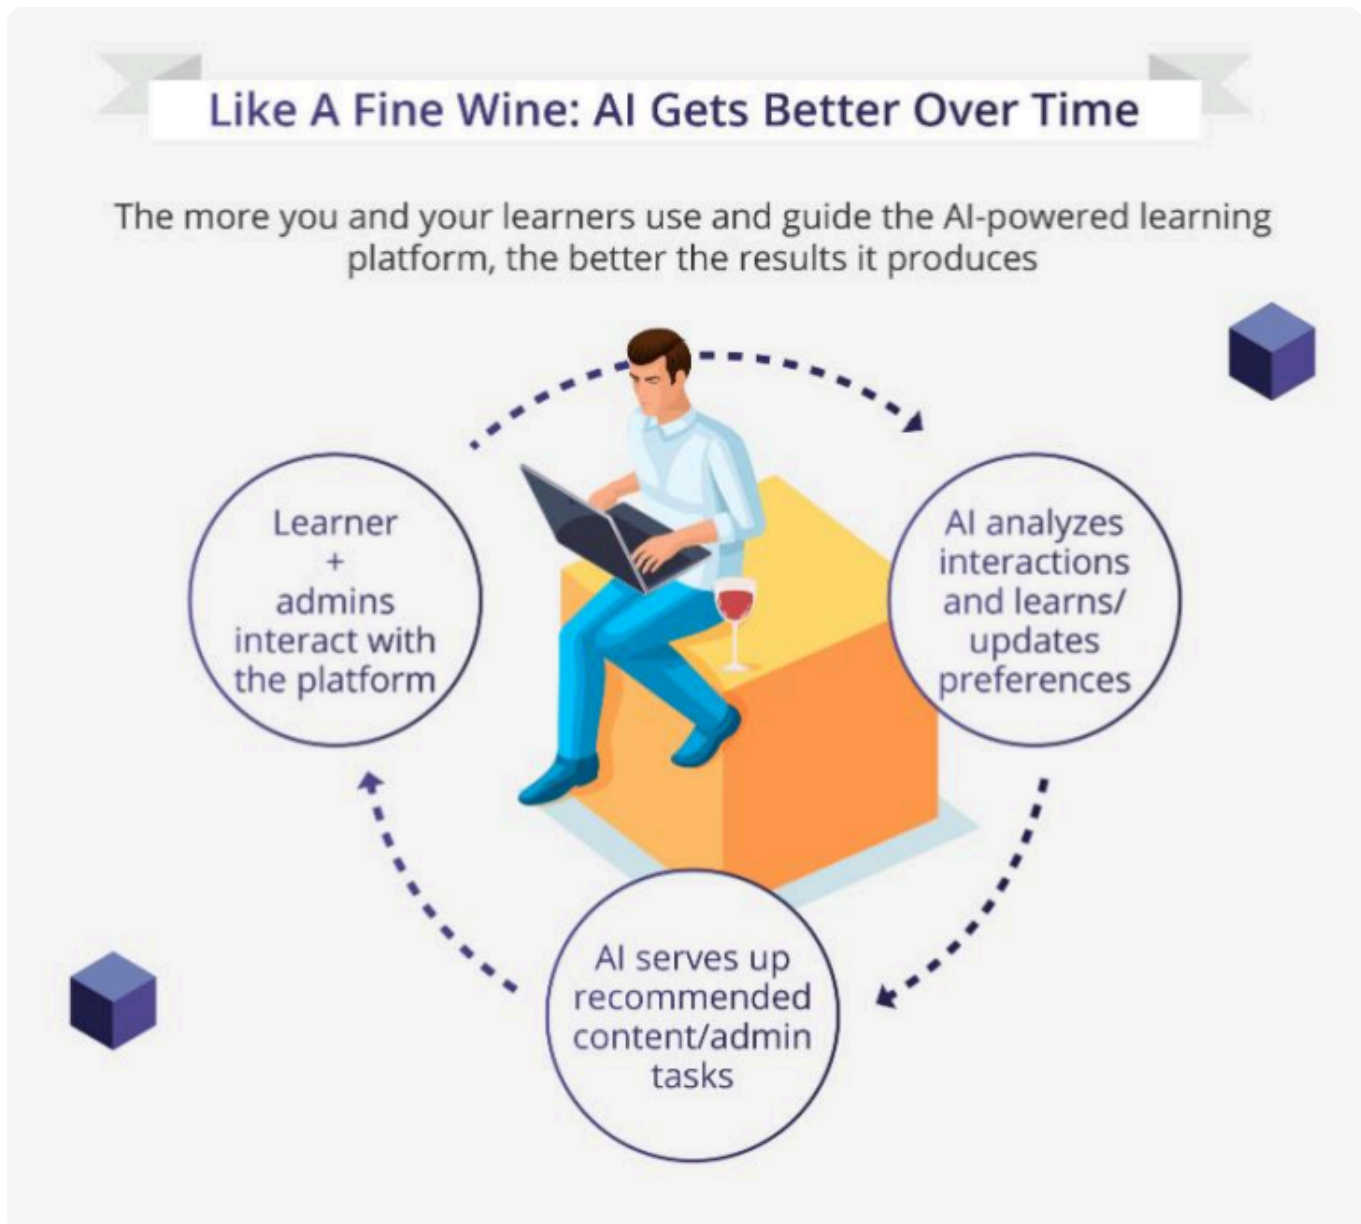 Like A Fine Wine: AI Gets Better Over Time
The more you and your learners use and guide the AI-powered learning
platform, the better the results it produces
Learner
+
admins
interact with
the platform
AI analyzes
interactions
and learns/
updates
preferences
AI serves up
recommended
content/admin
tasks